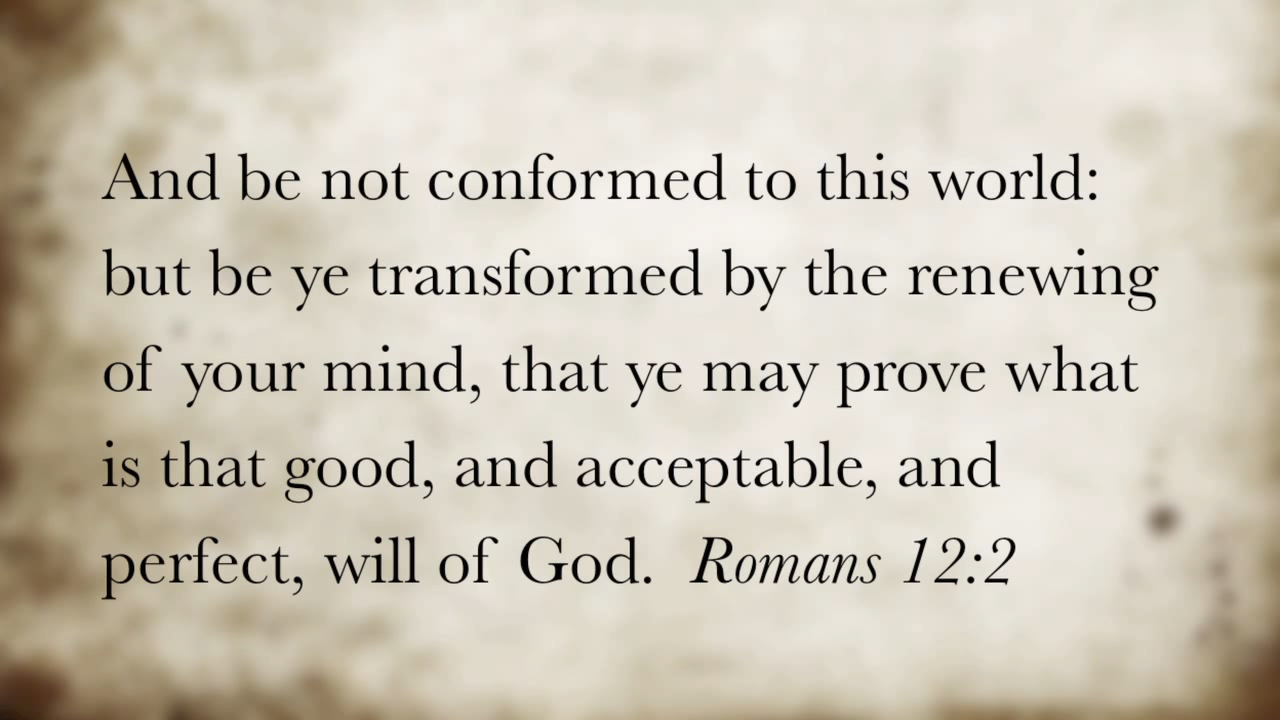 And be not conformed to this world:
but be ye transformed by the renewing
of your mind, that ye may prove what
is that good, and acceptable, and
perfect, will of God. Romans 12:2